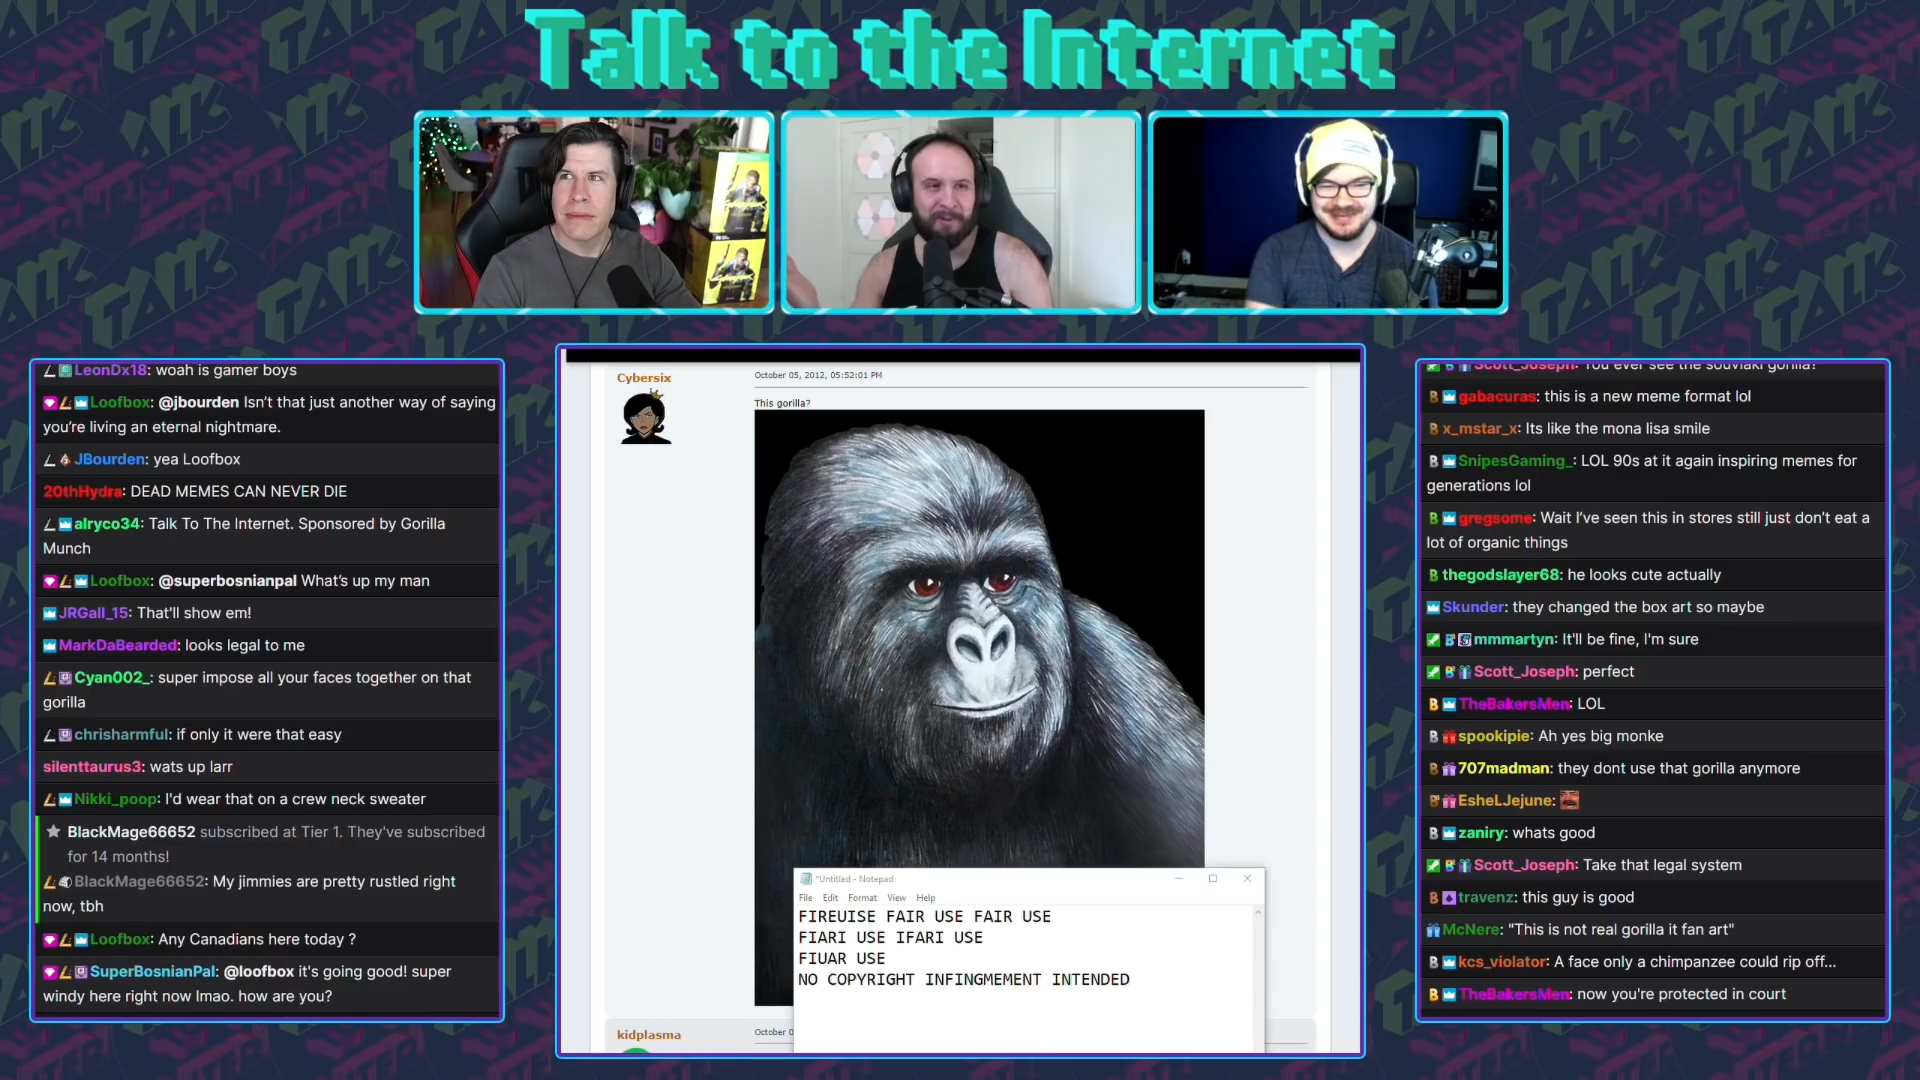 Talk to the Internet
LeonDx18: woah is gamer boys
Loofbox: @jbourden Isn't that just another way of saying
you're living an eternal nightmare.
JBourden: yea Loofbox
20thHydra: DEAD MEMES CAN NEVER DIE
alryco34: Talk To The Internet. Sponsored by Gorilla
Munch
Loofbox: @superbosnianpal What's up my man
JRGall_15: That'll show em!
MarkDaBearded: looks legal to me
Cyan002_: super impose all your faces together on that
gorilla
chrisharmful: if only it were that easy
silenttaurus3: wats up larr
Nikki_poop: I'd wear that on a crew neck sweater
BlackMage66652 subscribed at Tier 1. They've subscribed
for 14 months!
BlackMage66652: My jimmies are pretty rustled right
now, tbh
Loofbox: Any Canadians here today ?
SuperBosnianPal: @loofbox it's going good! super
windy here right now lmao. how are you?
Cybersix
October 05, 2012, 05:52:01 PM
This gorilla?
*Untitled - Notepad
File Edit Format View Help
FIREUISE FAIR USE FAIR USE
FIARI USE IFARI USE
FIUAR USE
NO COPYRIGHT INFINGMEMENT INTENDED
kidplasma
October 0
Scott_Joseph: You ever see the souvlaki gorilla?
gabacuras: this is a new meme format lol
x_mstar_x: Its like the mona lisa smile
SnipesGaming_: LOL 90s at it again inspiring memes for
generations lol
gregsome: Wait I've seen this in stores still just don't eat a
lot of organic things
thegodslayer68: he looks cute actually
Skunder: they changed the box art so maybe
mmmartyn: It'll be fine, I'm sure
Scott_Joseph: perfect
TheBakersMen: LOL
spookipie: Ah yes big monke
707madman: they dont use that gorilla anymore
EsheLJejune:
zaniry: whats good
Scott_Joseph: Take that legal system
travenz: this guy is good
McNere: "This is not real gorilla it fan art"
kcs_violator: A face only a chimpanzee could rip off...
TheBakersMen: now you're protected in court